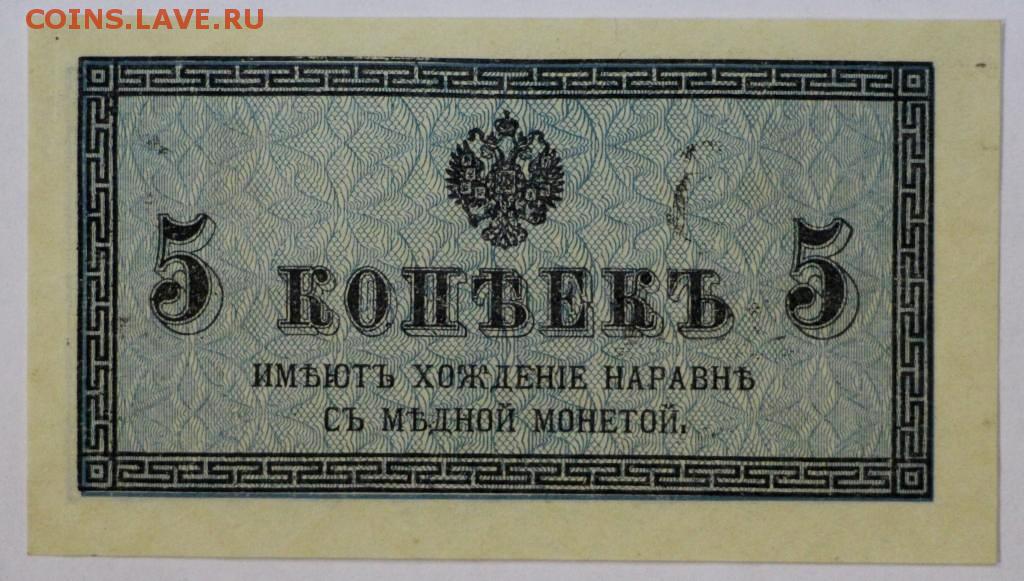 COINS.LAVE.RU
5 КОПѢЕКЪ 5
ИМѢЮТЪ ХОЖДЕНІЕ НАРАВНѢ
СЪ МѢДНОЙ МОНЕТОЙ.